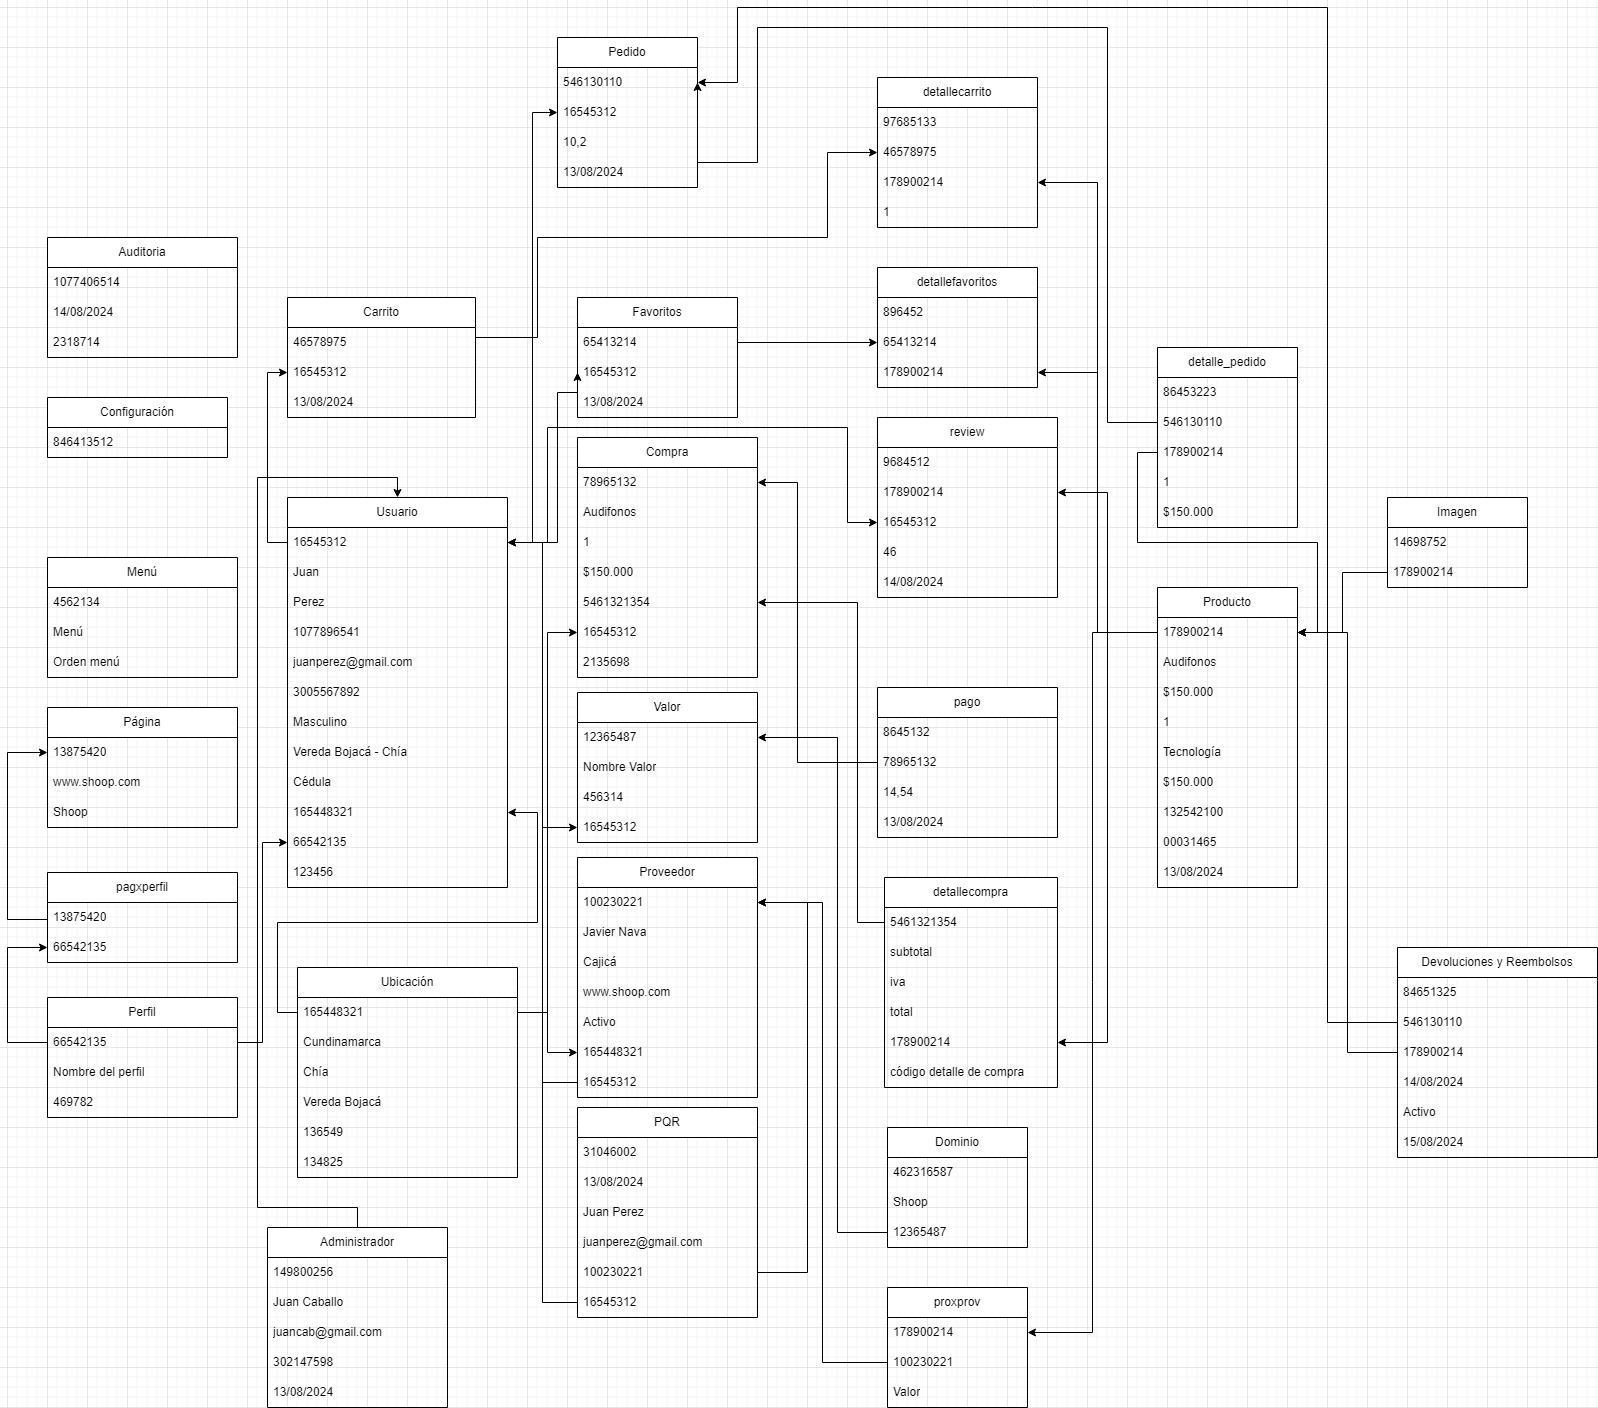 Pedido
546130110
16545312
10,2
13/08/2024
detallecarrito
97685133
46578975
178900214
1
Auditoria
1077406514
14/08/2024
2318714
Carrito
46578975
16545312
13/08/2024
Favoritos
65413214
16545312
13/08/2024
detallefavoritos
896452
65413214
178900214
detalle_pedido
86453223
546130110
178900214
1
$150.000
Configuración
846413512
Usuario
16545312
Juan
Perez
1077896541
juanperez@gmail.com
3005567892
Masculino
Vereda Bojacá - Chía
Cédula
165448321
66542135
123456
Compra
78965132
Audifonos
1
$150.000
5461321354
16545312
2135698
review
9684512
178900214
16545312
46
14/08/2024
Imagen
14698752
178900214
Menú
4562134
Menú
Orden menú
Producto
178900214
Audifonos
$150.000
1
Tecnología
$150.000
132542100
00031465
13/08/2024
Página
13875420
www.shoop.com
Shoop
Valor
12365487
Nombre Valor
456314
16545312
pago
8645132
78965132
14,54
13/08/2024
pagxperfil
13875420
66542135
Proveedor
100230221
Javier Nava
Cajicá
www.shoop.com
Activo
165448321
16545312
detallecompra
5461321354
subtotal
iva
total
178900214
código detalle de compra
Devoluciones y Reembolsos
84651325
546130110
178900214
14/08/2024
Activo
15/08/2024
Perfil
66542135
Nombre del perfil
469782
Ubicación
165448321
Cundinamarca
Chía
Vereda Bojacá
136549
134825
PQR
31046002
13/08/2024
Juan Perez
juanperez@gmail.com
100230221
16545312
Dominio
462316587
Shoop
12365487
Administrador
149800256
Juan Caballo
juancab@gmail.com
302147598
13/08/2024
proxprov
178900214
100230221
Valor